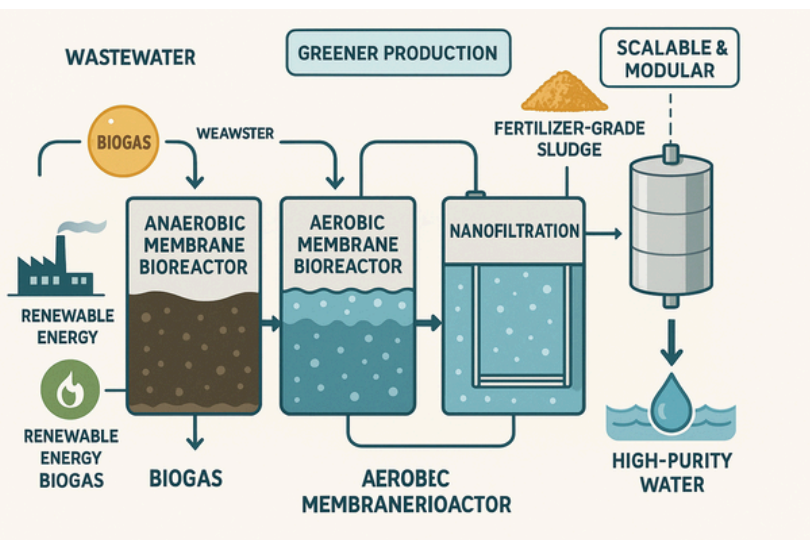 WASTEWATER
GREENER PRODUCTION
SCALABLE &
MODULAR
BIOGAS
WEAWSTER
FERTILIZER-GRADE
SLUDGE
ANAEROBIC
MEMBRANE
BIOREACTOR
AEROBIC
MEMBRANE
BIOREACTOR
NANOFILTRATION
RENEWABLE
ENERGY
RENEWABLE
ENERGY
BIOGAS
BIOGAS
AEROBEC
MEMBRANERIOACTOR
HIGH-PURITY
WATER